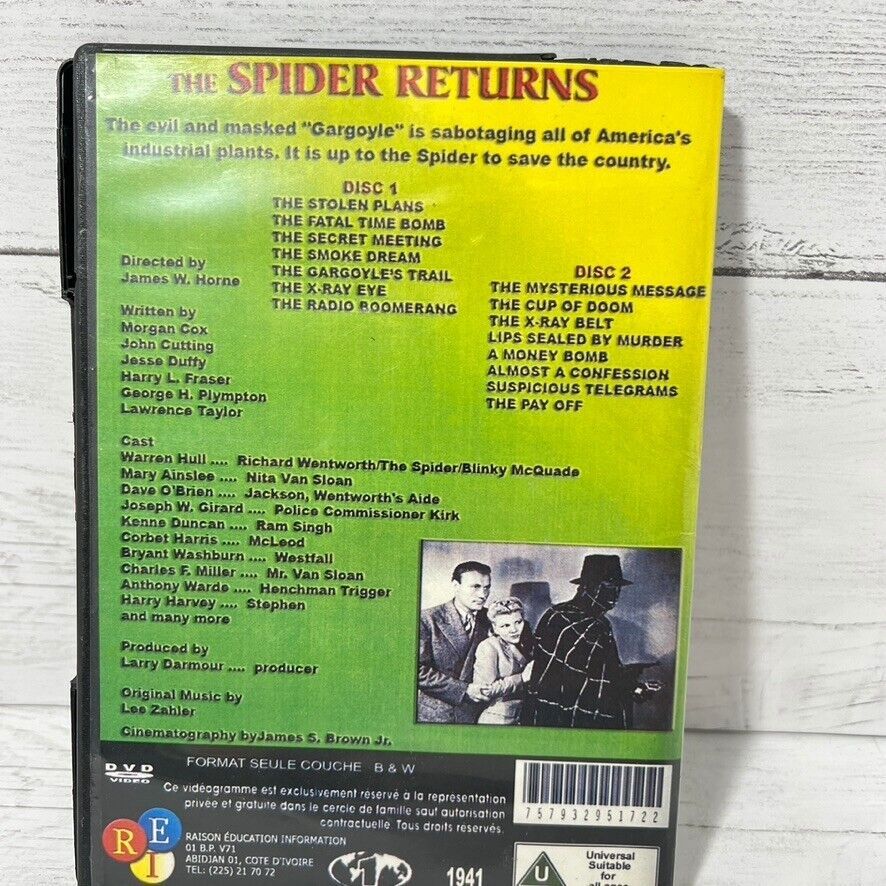 THE SPIDER RETURNS
The evil and masked "Gargoyle" is sabotaging all of America's
industrial plants. It is up to the Spider to save the country.
DISC 1
THE STOLEN PLANS
THE FATAL TIME BOMB
THE SECRET MEETING
THE SMOKE DREAM
THE GARGOYLE'S TRAIL
THE X-RAY EYE
THE RADIO BOOMERANG
DISC 2
THE MYSTERIOUS MESSAGE
THE CUP OF DOOM
THE X-RAY BELT
LIPS SEALED BY MURDER
A MONEY BOMB
ALMOST A CONFESSION
SUSPICIOUS TELEGRAMS
THE PAY OFF
Directed by
James W. Horne
Written by
Morgan Cox
John Cutting
Jesse Duffy
Harry L. Fraser
George H. Plympton
Lawrence Taylor
Cast
Warren Hull .... Richard Wentworth/The Spider/Blinky McQuade
Mary Ainslee .... Nita Van Sloan
Dave O'Brien .... Jackson, Wentworth's Aide
Joseph W. Girard .... Police Commissioner Kirk
Kenne Duncan .... Ram Singh
Corbet Harris .... McLeod
Bryant Washburn .... Westfall
Charles F. Miller .... Mr. Van Sloan
Anthony Warde .... Henchman Trigger
Harry Harvey .... Stephen
and many more
Produced by
Larry Darmour .... producer
Original Music by
Lee Zahler
Cinematography byJames S. Brown Jr.
DVD
VIDEO
FORMAT SEULE COUCHE B & W
Ce vidéogramme est exclusivement réservé à la représentation
privée et gratuite dans le cercle de famille sauf autorisation
contractuelle. Tous droits réservés.
7 57932 95172 2
REI
RAISON ÉDUCATION INFORMATION
01 B.P. V71
ABIDJAN 01, COTE D'IVOIRE
TEL: (225) 21 70 72
1
1941
U
Universal
Suitable
for
all ages